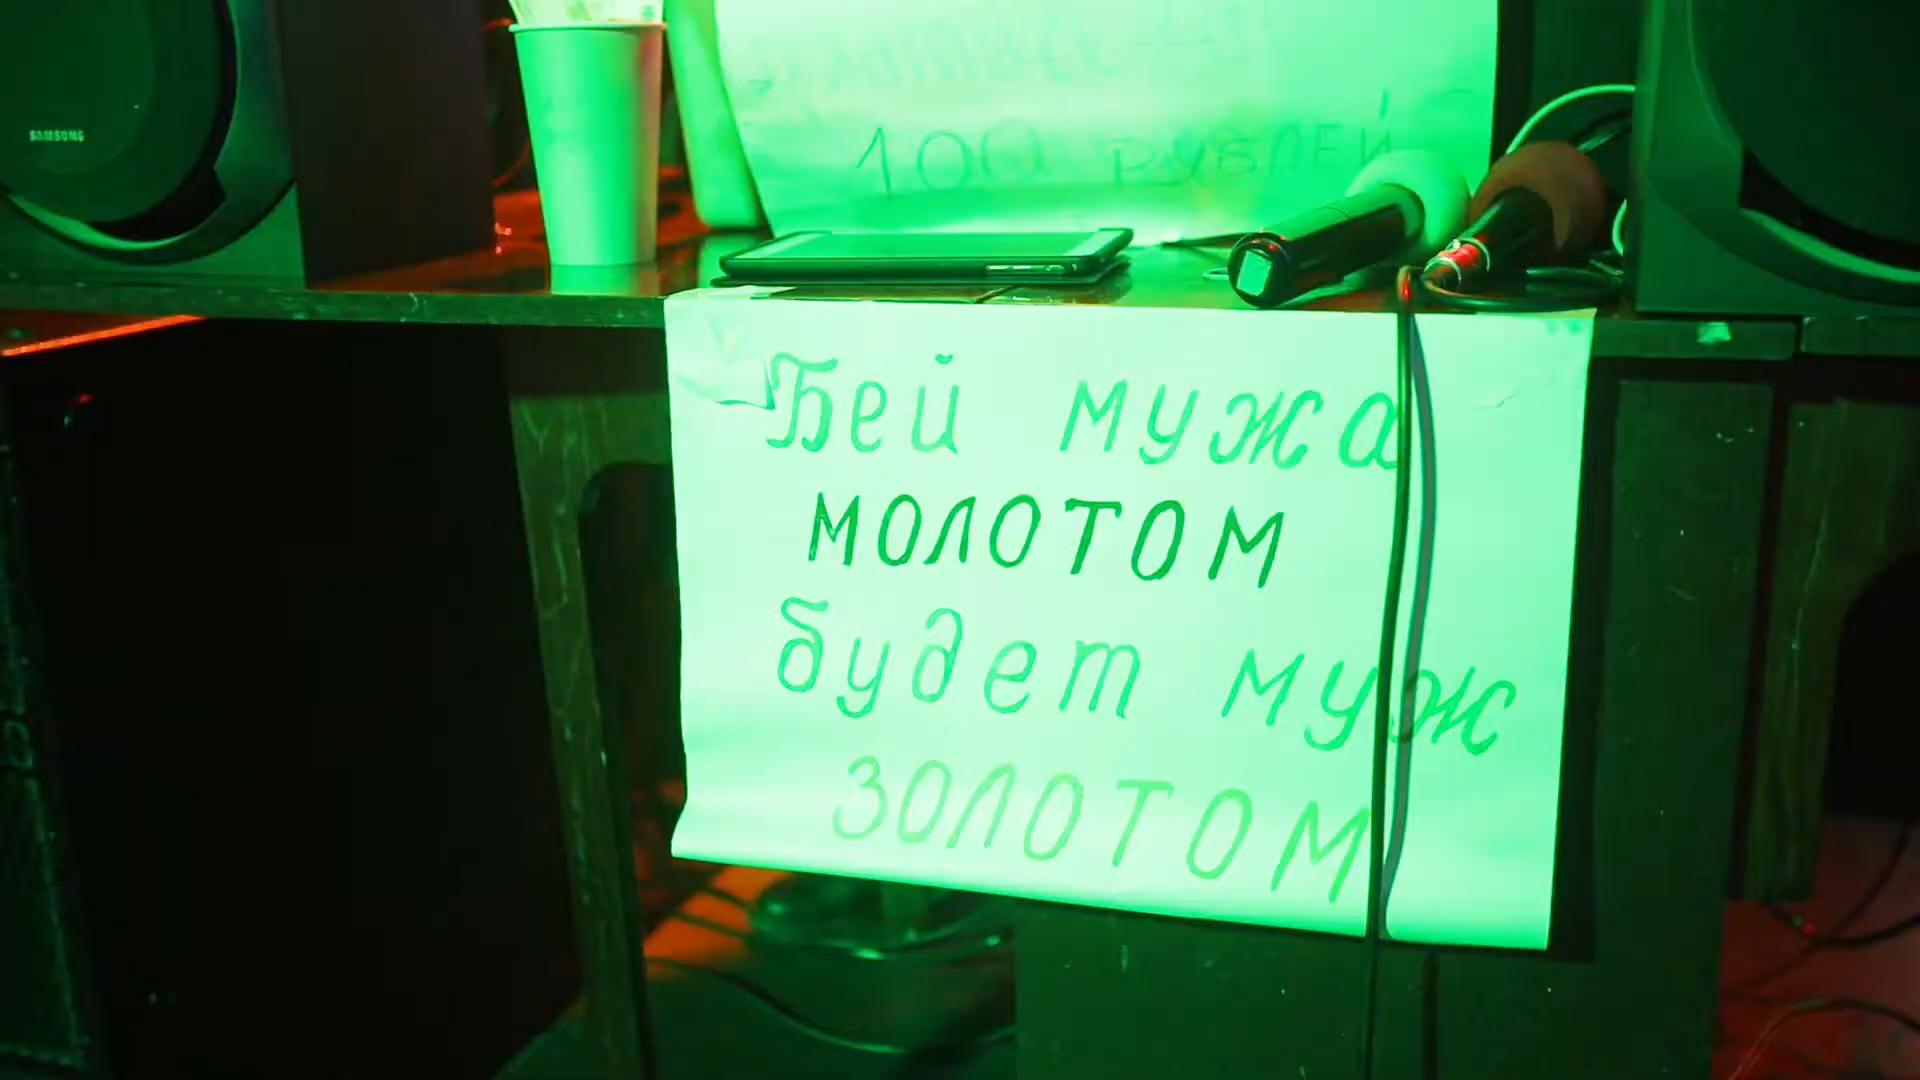 SAMSUNG
100 РУБЛЕЙ
Бей мужа
молотом
будет муж
золотом